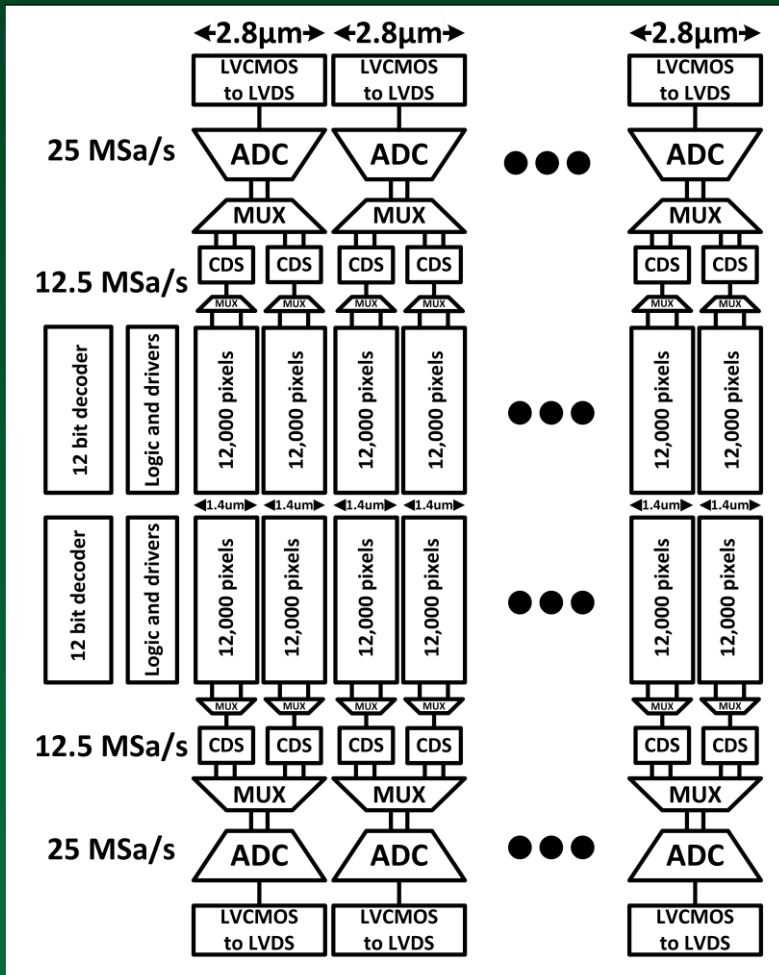 2.8µm 2.8µm 2.8µm
LVCMOS LVCMOS LVCMOS
to LVDS to LVDS to LVDS
25 MSa/s ADC ADC ADC
MUX MUX MUX
CDS CDS CDS CDS CDS CDS
12.5 MSa/s
MUX MUX MUX MUX MUX MUX
12 bit decoder
Logic and drivers
12,000 pixels
12,000 pixels
12,000 pixels
12,000 pixels
12,000 pixels
12,000 pixels
1.4um 1.4um 1.4um 1.4um 1.4um 1.4um
12 bit decoder
Logic and drivers
12,000 pixels
12,000 pixels
12,000 pixels
12,000 pixels
12,000 pixels
12,000 pixels
MUX MUX MUX MUX MUX MUX
12.5 MSa/s CDS CDS CDS CDS CDS CDS
MUX MUX MUX
25 MSa/s ADC ADC ADC
LVCMOS LVCMOS LVCMOS
to LVDS to LVDS to LVDS